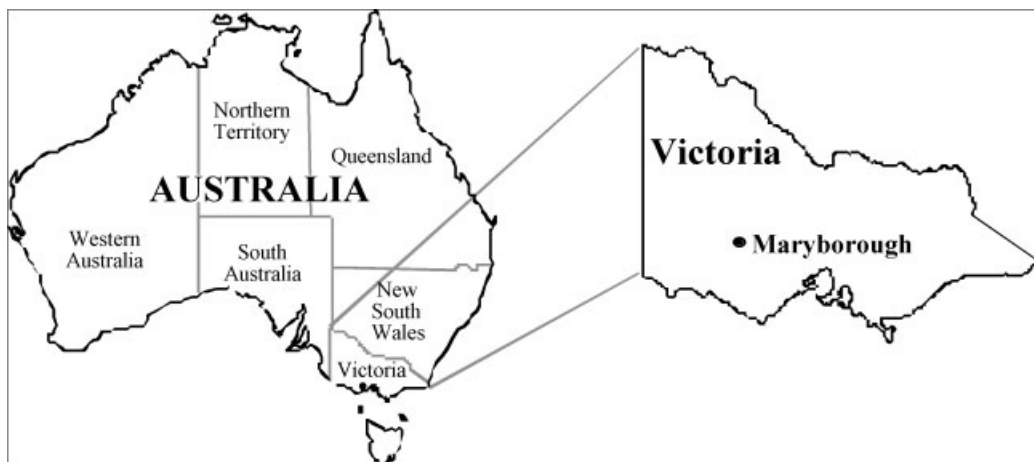 Northern
Territory
Queensland
AUSTRALIA
Western
Australia
South
Australia
New
South
Wales
Victoria
Victoria
Maryborough